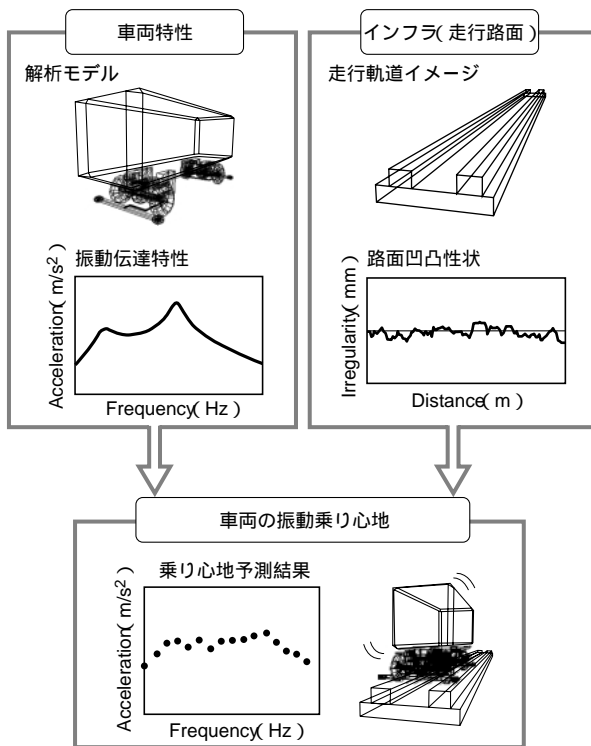 車両特性
解析モデル
振動伝達特性
Acceleration(m/s²)
Frequency(Hz)
インフラ(走行路面)
走行軌道イメージ
路面凹凸性状
Irregularity(mm)
Distance(m)
車両の振動乗り心地
乗り心地予測結果
Acceleration(m/s²)
Frequency(Hz)